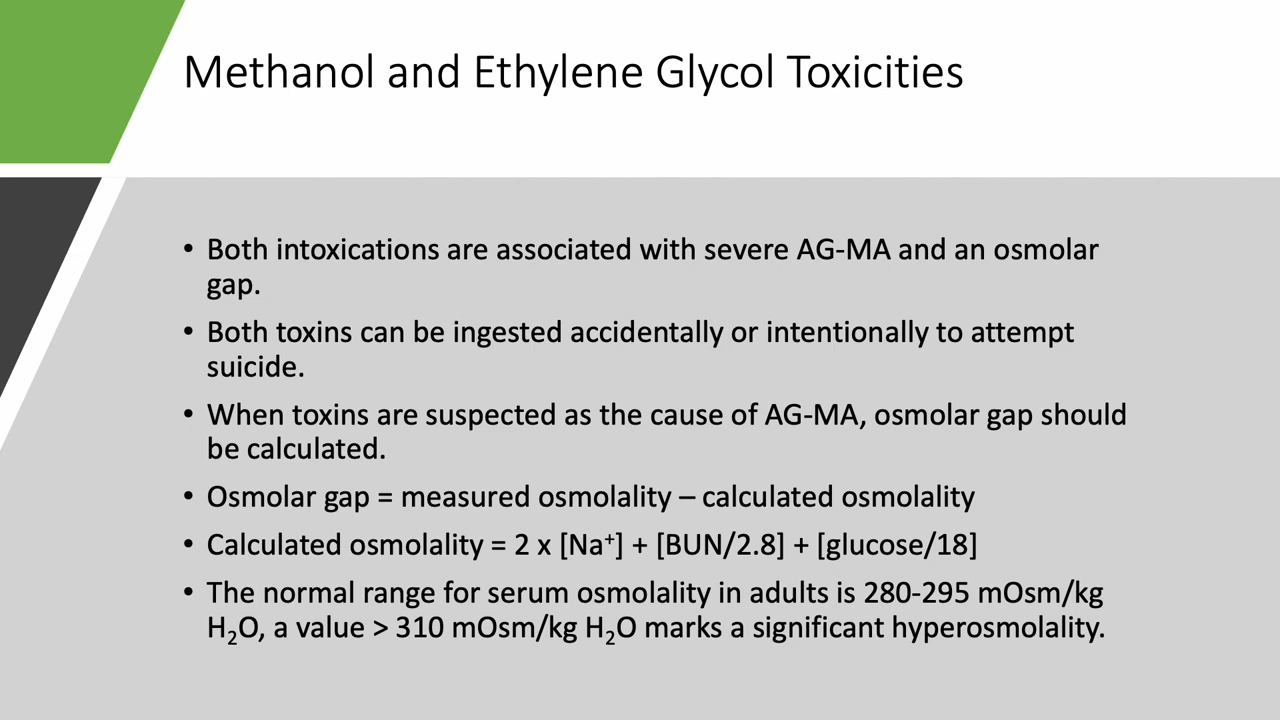 Methanol and Ethylene Glycol Toxicities
• Both intoxications are associated with severe AG-MA and an osmolar
gap.
• Both toxins can be ingested accidentally or intentionally to attempt
suicide.
• When toxins are suspected as the cause of AG-MA, osmolar gap should
be calculated.
• Osmolar gap = measured osmolality – calculated osmolality
• Calculated osmolality = 2 x [Na⁺] + [BUN/2.8] + [glucose/18]
• The normal range for serum osmolality in adults is 280-295 mOsm/kg
H₂O, a value > 310 mOsm/kg H₂O marks a significant hyperosmolality.